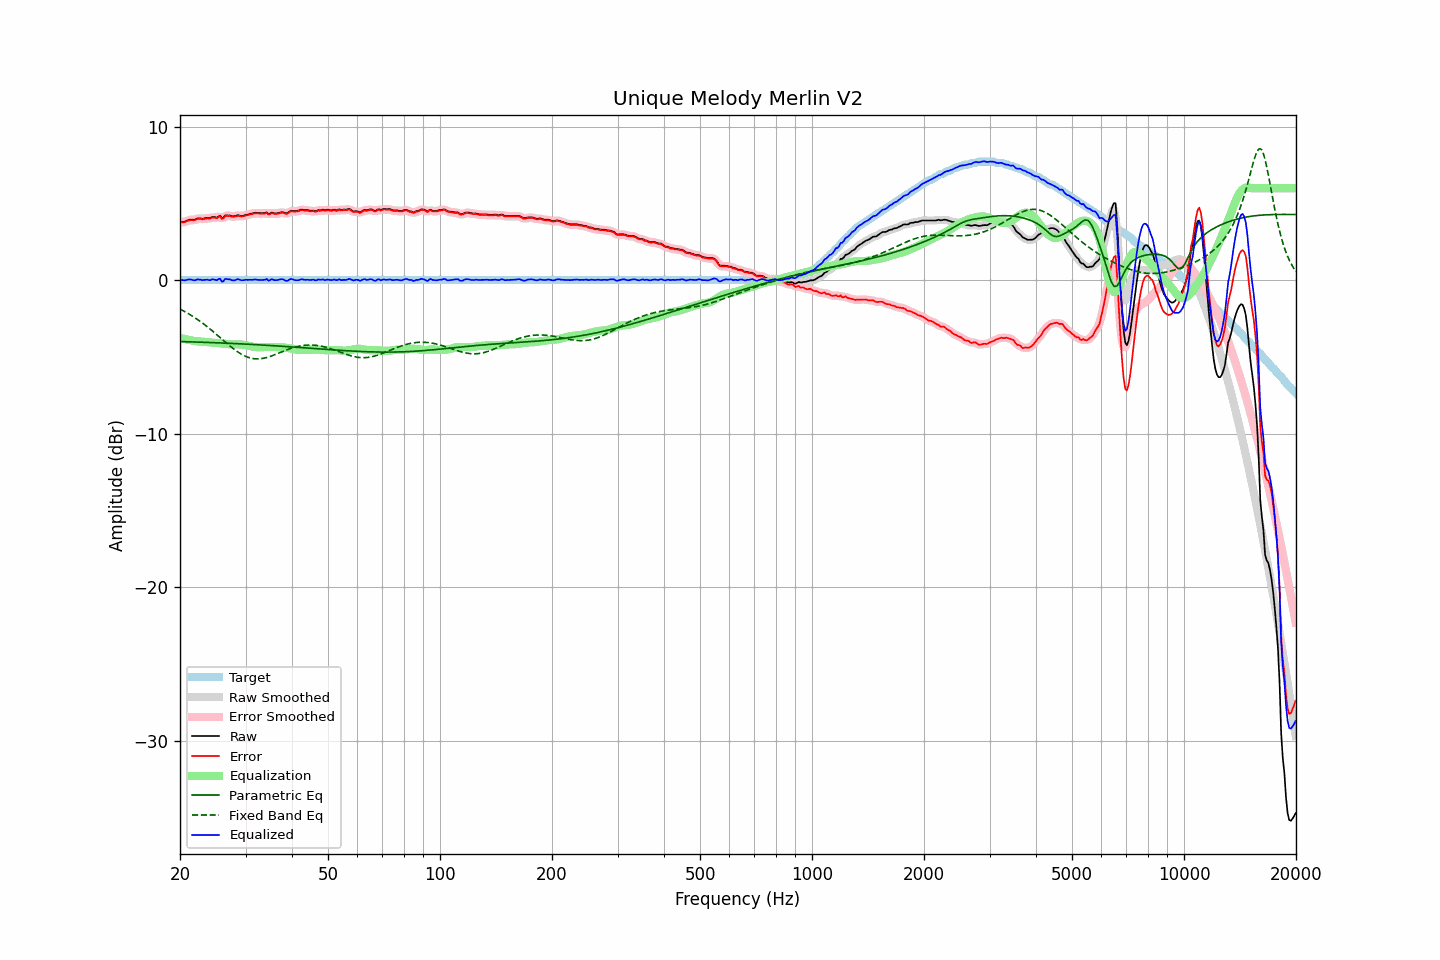 Unique Melody Merlin V2
10
0
−10
−20
−30
Amplitude (dBr)
Target
Raw Smoothed
Error Smoothed
Raw
Error
Equalization
Parametric Eq
Fixed Band Eq
Equalized
20
50
100
200
500
1000
2000
5000
10000
20000
Frequency (Hz)